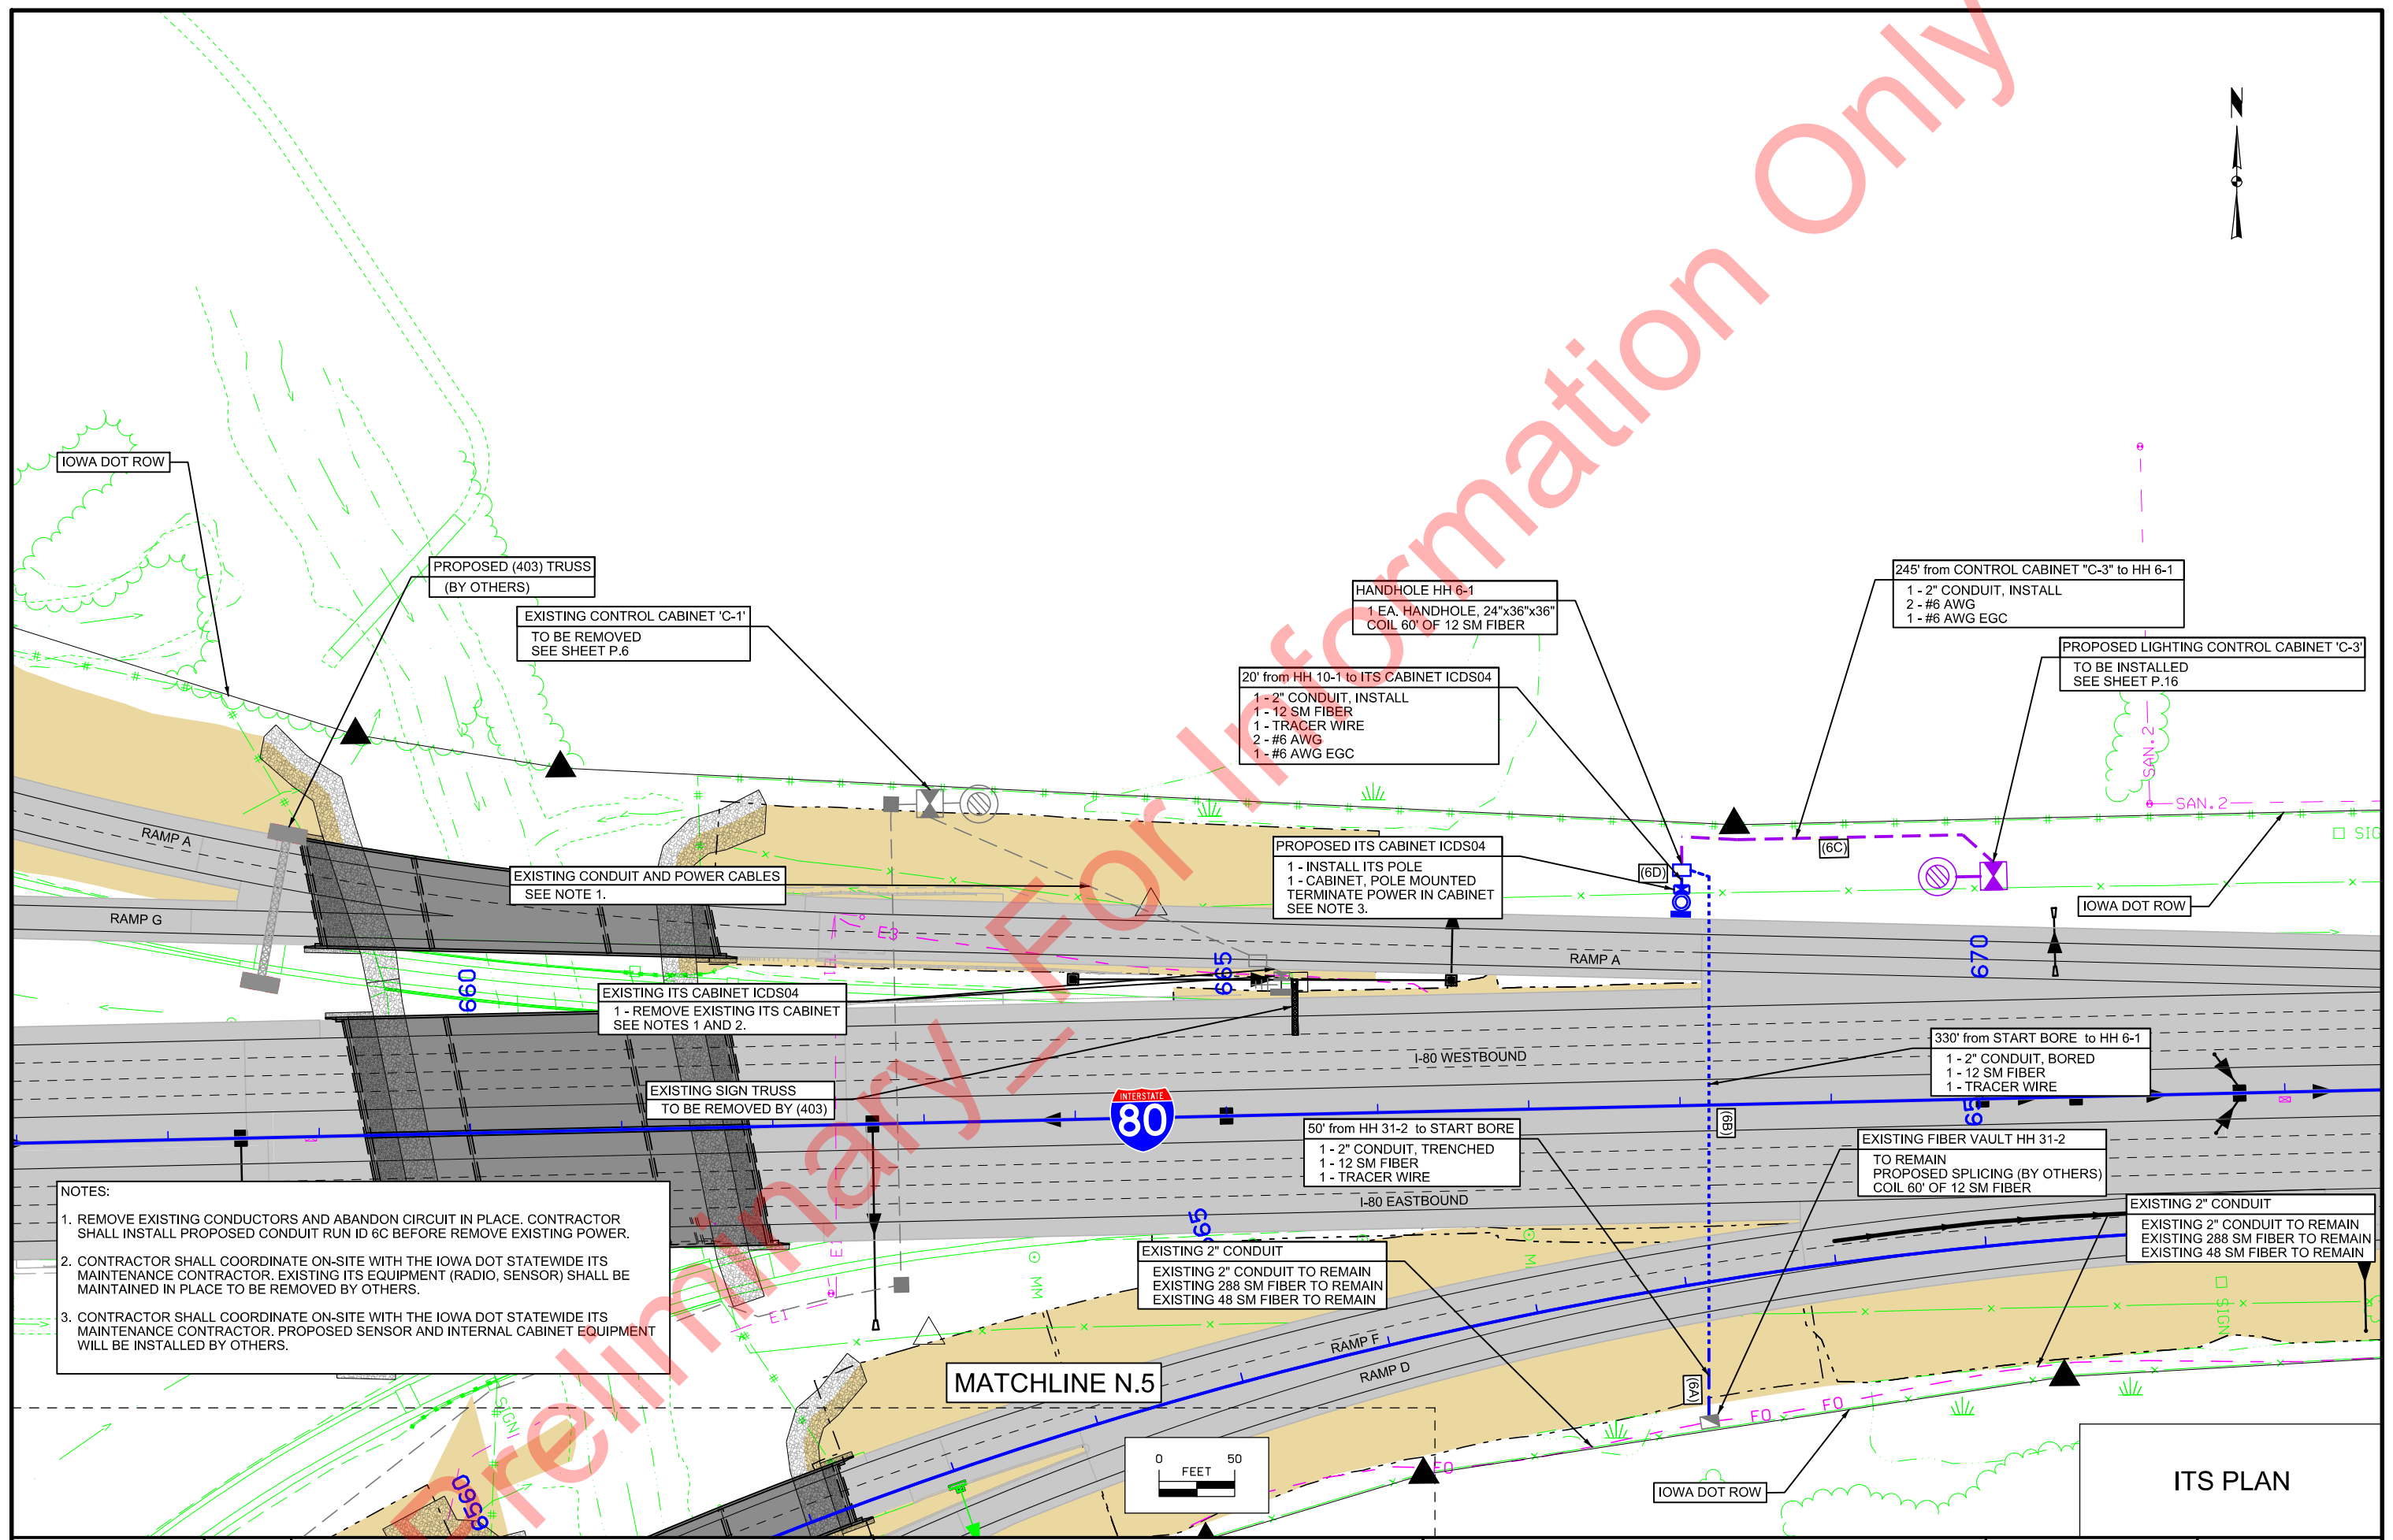 Preliminary_For Information Only
N
IOWA DOT ROW
PROPOSED (403) TRUSS
(BY OTHERS)
EXISTING CONTROL CABINET 'C-1'
TO BE REMOVED
SEE SHEET P.6
HANDHOLE HH 6-1
1 EA. HANDHOLE, 24"x36"x36"
COIL 60' OF 12 SM FIBER
245' from CONTROL CABINET "C-3" to HH 6-1
1 - 2" CONDUIT, INSTALL
2 - #6 AWG
1 - #6 AWG EGC
PROPOSED LIGHTING CONTROL CABINET 'C-3'
TO BE INSTALLED
SEE SHEET P.16
20' from HH 10-1 to ITS CABINET ICDS04
1 - 2" CONDUIT, INSTALL
1 - 12 SM FIBER
1 - TRACER WIRE
2 - #6 AWG
1 - #6 AWG EGC
SAN.2
SAN.2
SIG
RAMP A
PROPOSED ITS CABINET ICDS04
1 - INSTALL ITS POLE
1 - CABINET, POLE MOUNTED
TERMINATE POWER IN CABINET
SEE NOTE 3.
(6D)
(6C)
EXISTING CONDUIT AND POWER CABLES
SEE NOTE 1.
IOWA DOT ROW
RAMP G
E3
E1
RAMP A
660
665
670
EXISTING ITS CABINET ICDS04
1 - REMOVE EXISTING ITS CABINET
SEE NOTES 1 AND 2.
I-80 WESTBOUND
330' from START BORE to HH 6-1
1 - 2" CONDUIT, BORED
1 - 12 SM FIBER
1 - TRACER WIRE
EXISTING SIGN TRUSS
TO BE REMOVED BY (403)
INTERSTATE
80
(6B)
50' from HH 31-2 to START BORE
1 - 2" CONDUIT, TRENCHED
1 - 12 SM FIBER
1 - TRACER WIRE
EXISTING FIBER VAULT HH 31-2
TO REMAIN
PROPOSED SPLICING (BY OTHERS)
COIL 60' OF 12 SM FIBER
I-80 EASTBOUND
EXISTING 2" CONDUIT
EXISTING 2" CONDUIT TO REMAIN
EXISTING 288 SM FIBER TO REMAIN
EXISTING 48 SM FIBER TO REMAIN
NOTES:
1. REMOVE EXISTING CONDUCTORS AND ABANDON CIRCUIT IN PLACE. CONTRACTOR
SHALL INSTALL PROPOSED CONDUIT RUN ID 6C BEFORE REMOVE EXISTING POWER.
2. CONTRACTOR SHALL COORDINATE ON-SITE WITH THE IOWA DOT STATEWIDE ITS
MAINTENANCE CONTRACTOR. EXISTING ITS EQUIPMENT (RADIO, SENSOR) SHALL BE
MAINTAINED IN PLACE TO BE REMOVED BY OTHERS.
3. CONTRACTOR SHALL COORDINATE ON-SITE WITH THE IOWA DOT STATEWIDE ITS
MAINTENANCE CONTRACTOR. PROPOSED SENSOR AND INTERNAL CABINET EQUIPMENT
WILL BE INSTALLED BY OTHERS.
EXISTING 2" CONDUIT
EXISTING 2" CONDUIT TO REMAIN
EXISTING 288 SM FIBER TO REMAIN
EXISTING 48 SM FIBER TO REMAIN
E1
E1
MM
M
SIGN
RAMP F
RAMP D
MATCHLINE N.5
(6A)
FO
FO
FO
SIGN
6560
0 50
FEET
IOWA DOT ROW
ITS PLAN